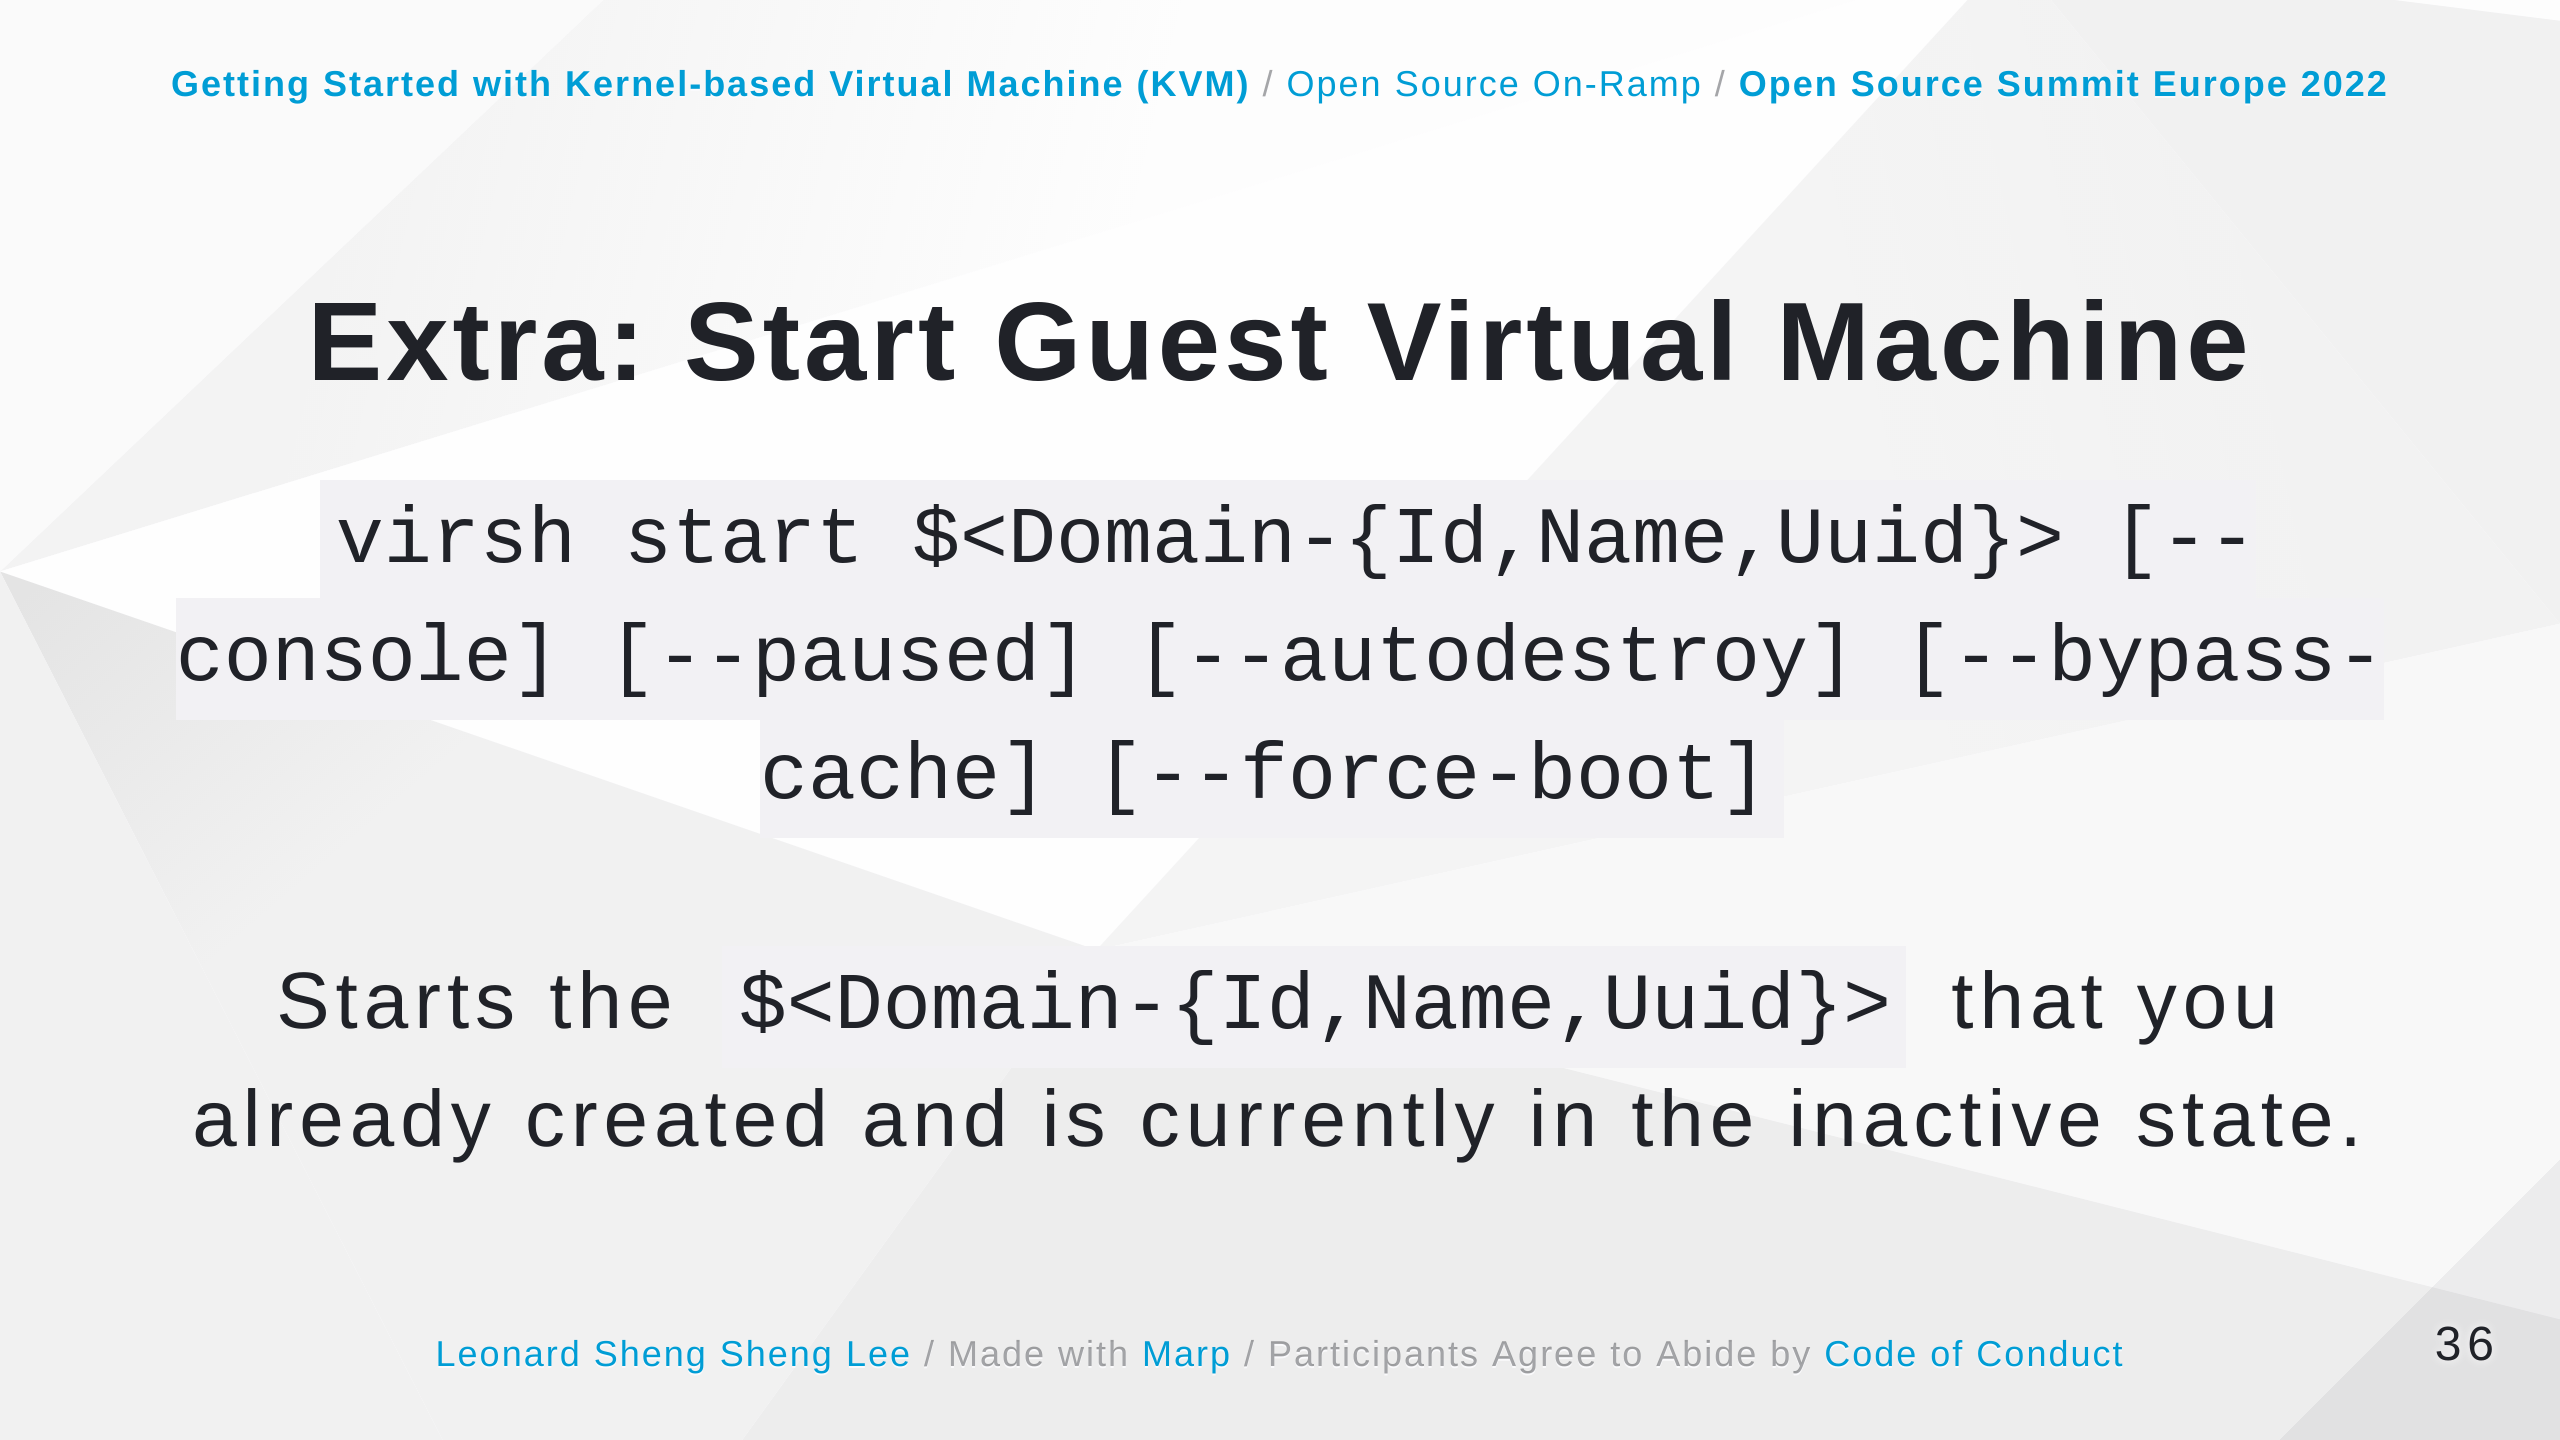 Getting Started with Kernel-based Virtual Machine (KVM) / Open Source On-Ramp / Open Source Summit Europe 2022
Extra: Start Guest Virtual Machine
virsh start $<Domain-{Id,Name,Uuid}> [--
console] [--paused] [--autodestroy] [--bypass-
cache] [--force-boot]
Starts the $<Domain-{Id,Name,Uuid}> that you
already created and is currently in the inactive state.
Leonard Sheng Sheng Lee / Made with Marp / Participants Agree to Abide by Code of Conduct
36